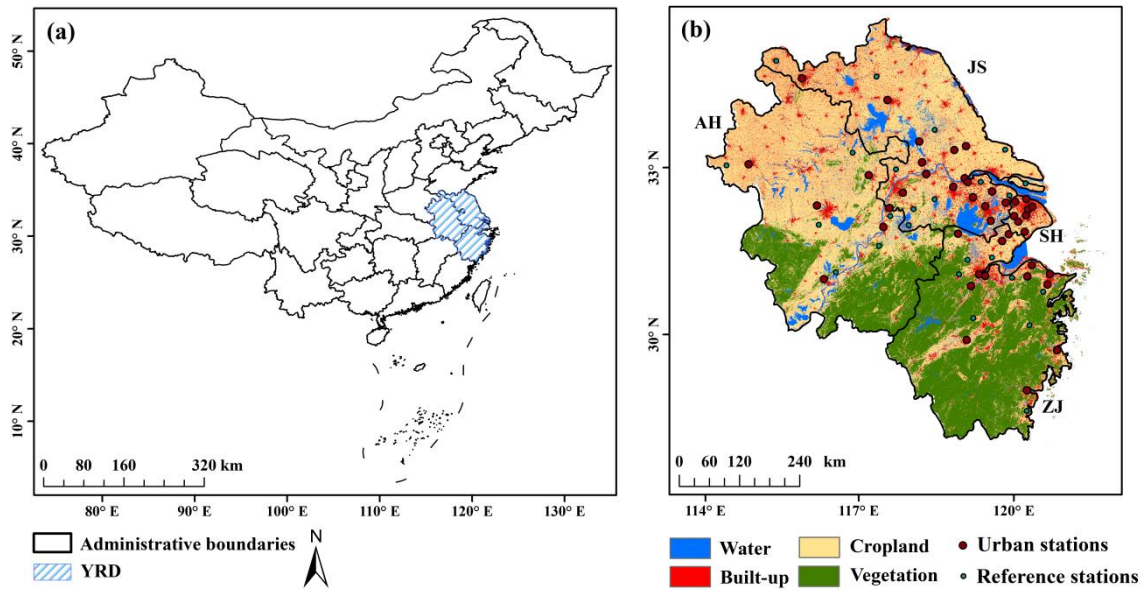 (a)
50° N
40° N
30° N
20° N
10° N
0 80 160 320 km
80° E 90° E 100° E 110° E 120° E 130° E
Administrative boundaries
YRD
N
(b)
JS
AH
33° N
SH
30° N
ZJ
0 60 120 240 km
114° E 117° E 120° E
Water Cropland Urban stations
Built-up Vegetation Reference stations